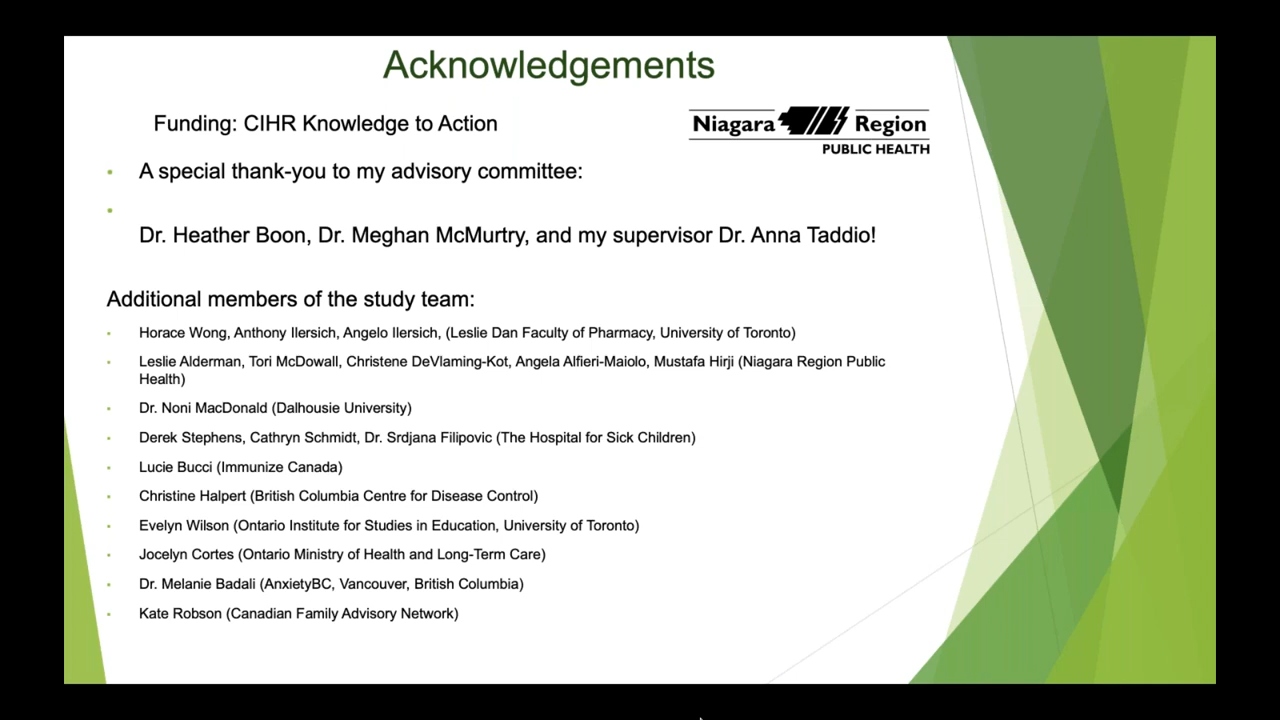 Acknowledgements
Funding: CIHR Knowledge to Action
Niagara Region
PUBLIC HEALTH
A special thank-you to my advisory committee:
Dr. Heather Boon, Dr. Meghan McMurtry, and my supervisor Dr. Anna Taddio!
Additional members of the study team:
Horace Wong, Anthony Ilersich, Angelo Ilersich, (Leslie Dan Faculty of Pharmacy, University of Toronto)
Leslie Alderman, Tori McDowall, Christene DeVlaming-Kot, Angela Alfieri-Maiolo, Mustafa Hirji (Niagara Region Public
Health)
Dr. Noni MacDonald (Dalhousie University)
Derek Stephens, Cathryn Schmidt, Dr. Srdjana Filipovic (The Hospital for Sick Children)
Lucie Bucci (Immunize Canada)
Christine Halpert (British Columbia Centre for Disease Control)
Evelyn Wilson (Ontario Institute for Studies in Education, University of Toronto)
Jocelyn Cortes (Ontario Ministry of Health and Long-Term Care)
Dr. Melanie Badali (AnxietyBC, Vancouver, British Columbia)
Kate Robson (Canadian Family Advisory Network)